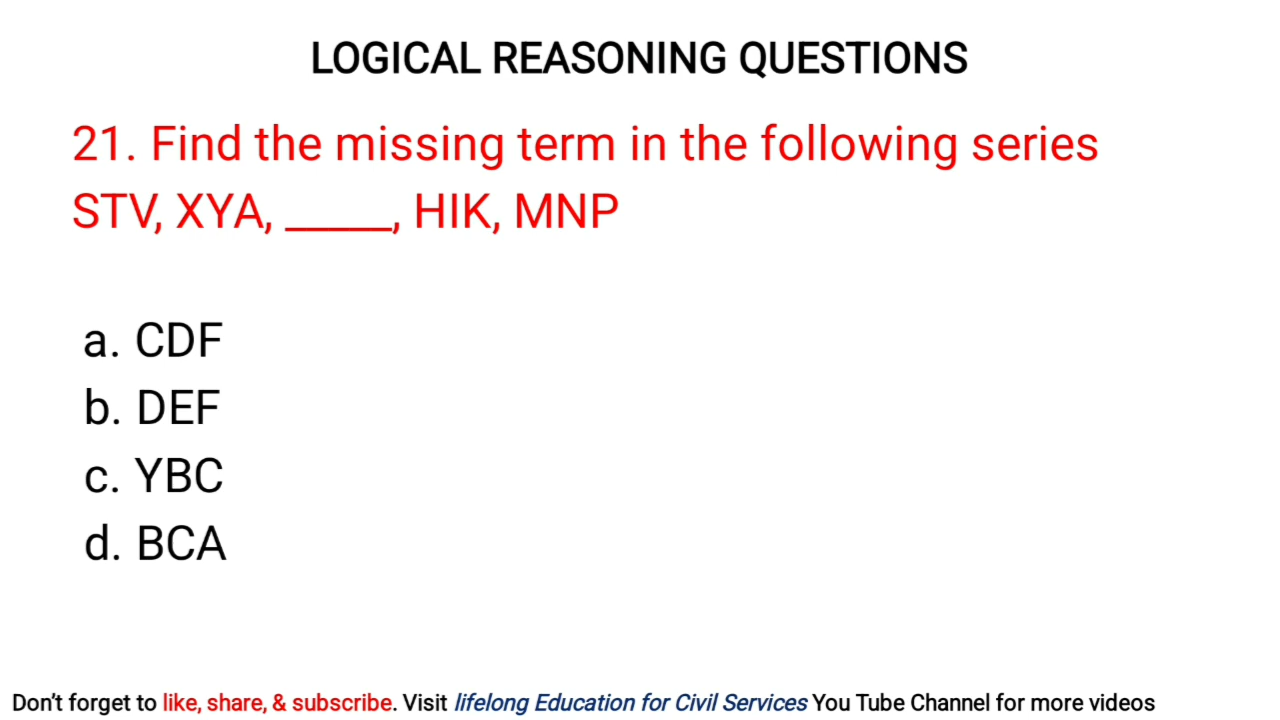 LOGICAL REASONING QUESTIONS
21. Find the missing term in the following series
STV, XYA, _____, HIK, MNP
a. CDF
b. DEF
c. YBC
d. BCA
Don't forget to like, share, & subscribe. Visit lifelong Education for Civil Services You Tube Channel for more videos